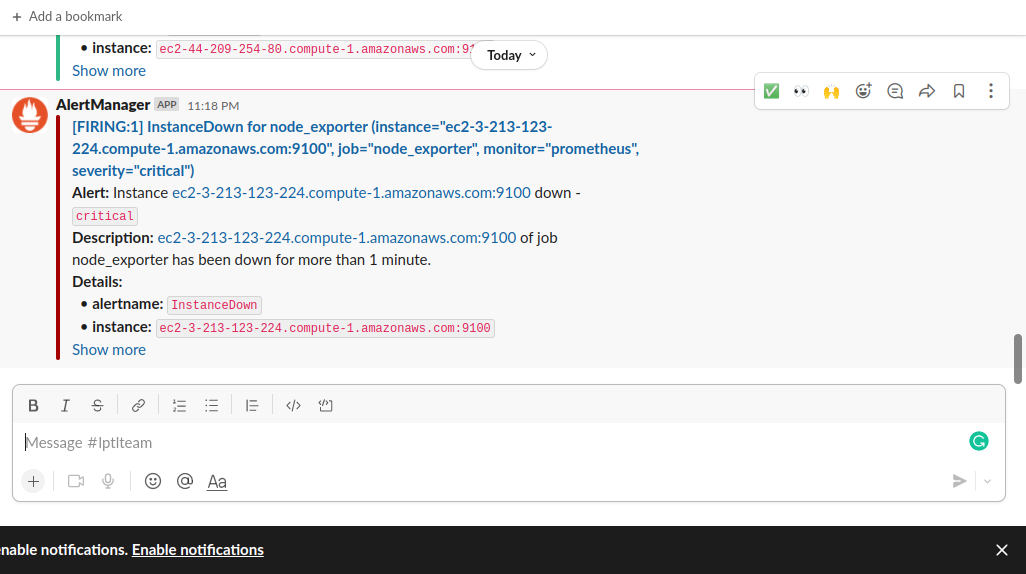 + Add a bookmark
• instance: ec2-44-209-254-80.compute-1.amazonaws.com:91
Today
Show more
AlertManager APP 11:18 PM
[FIRING:1] InstanceDown for node_exporter (instance="ec2-3-213-123-
224.compute-1.amazonaws.com:9100", job="node_exporter", monitor="prometheus",
severity="critical")
Alert: Instance ec2-3-213-123-224.compute-1.amazonaws.com:9100 down -
critical
Description: ec2-3-213-123-224.compute-1.amazonaws.com:9100 of job
node_exporter has been down for more than 1 minute.
Details:
• alertname: InstanceDown
• instance: ec2-3-213-123-224.compute-1.amazonaws.com:9100
Show more
B I S
Message #lptlteam
@ Aa
enable notifications. Enable notifications